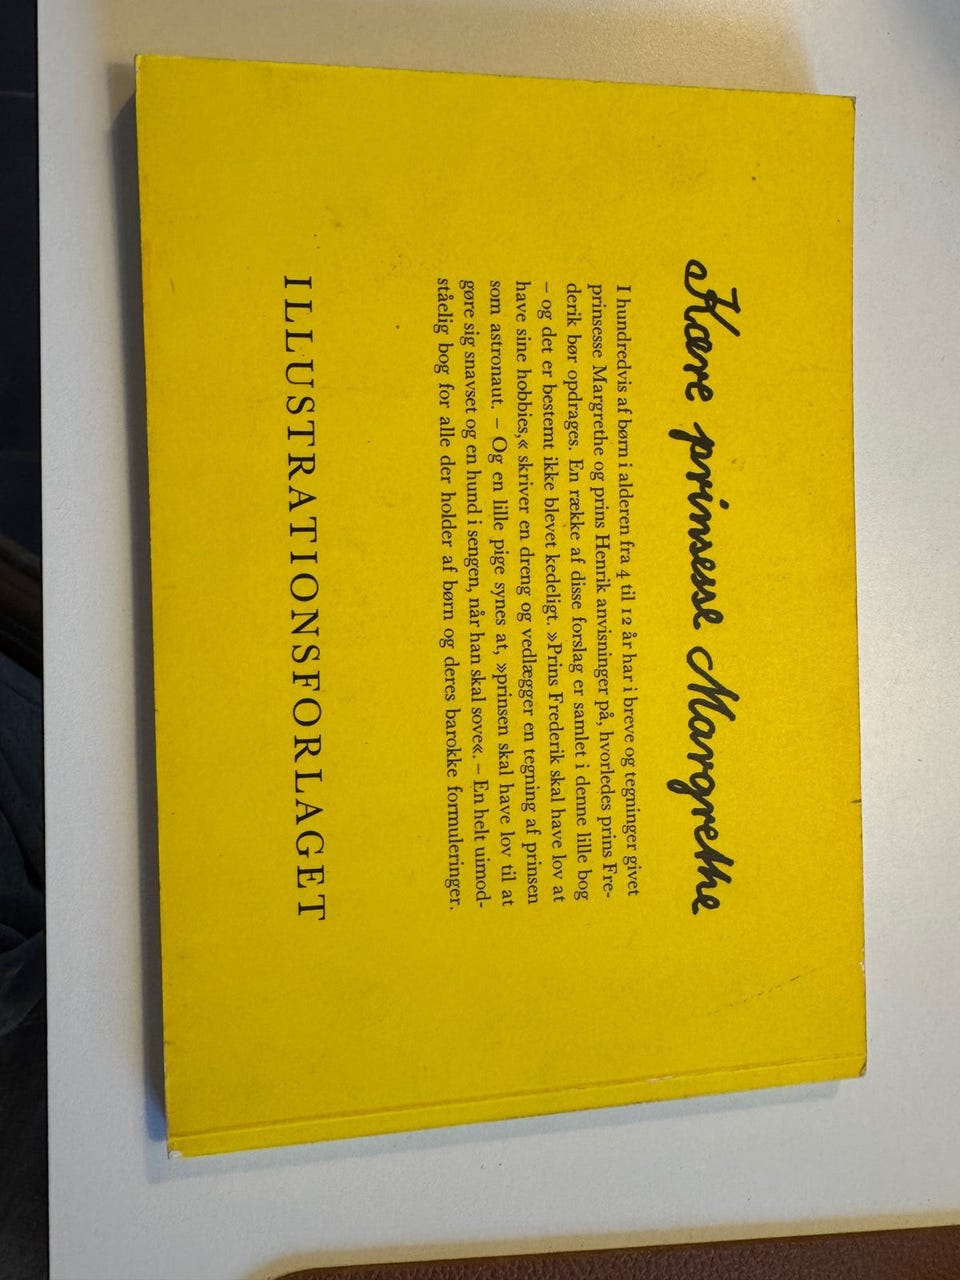 Kære prinsesse Margrethe
I hundredvis af børn i alderen fra 4 til 12 år har i breve og tegninger givet
prinsesse Margrethe og prins Henrik anvisninger på, hvorledes prins Fre-
derik bør opdrages. En række af disse forslag er samlet i denne lille bog
– og det er bestemt ikke blevet kedeligt. »Prins Frederik skal have lov at
have sine hobbies,« skriver en dreng og vedlægger en tegning af prinsen
som astronaut. – Og en lille pige synes at, »prinsen skal have lov til at
gøre sig snavset og en hund i sengen, når han skal sove«. – En helt uimod-
ståelig bog for alle der holder af børn og deres barokke formuleringer.
ILLUSTRATIONSFORLAGET